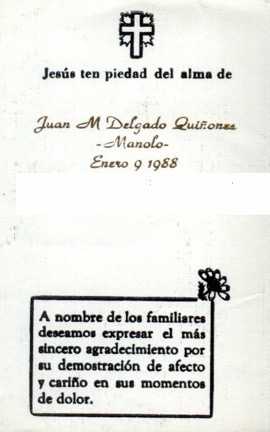 Jesús ten piedad del alma de
Juan M Delgado Quiñones
-Manolo-
Enero 9 1988
A nombre de los familiares
deseamos expresar el más
sincero agradecimiento por
su demostración de afecto
y cariño en sus momentos
de dolor.